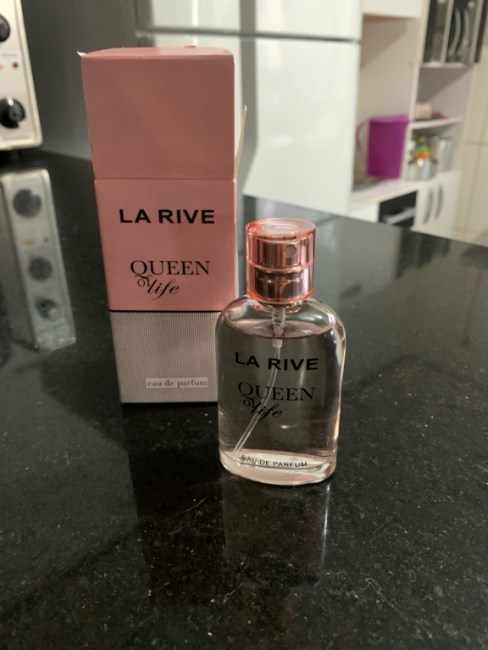 LA RIVE
QUEEN
of life
eau de parfum
LA RIVE
QUEEN
of life
EAU DE PARFUM